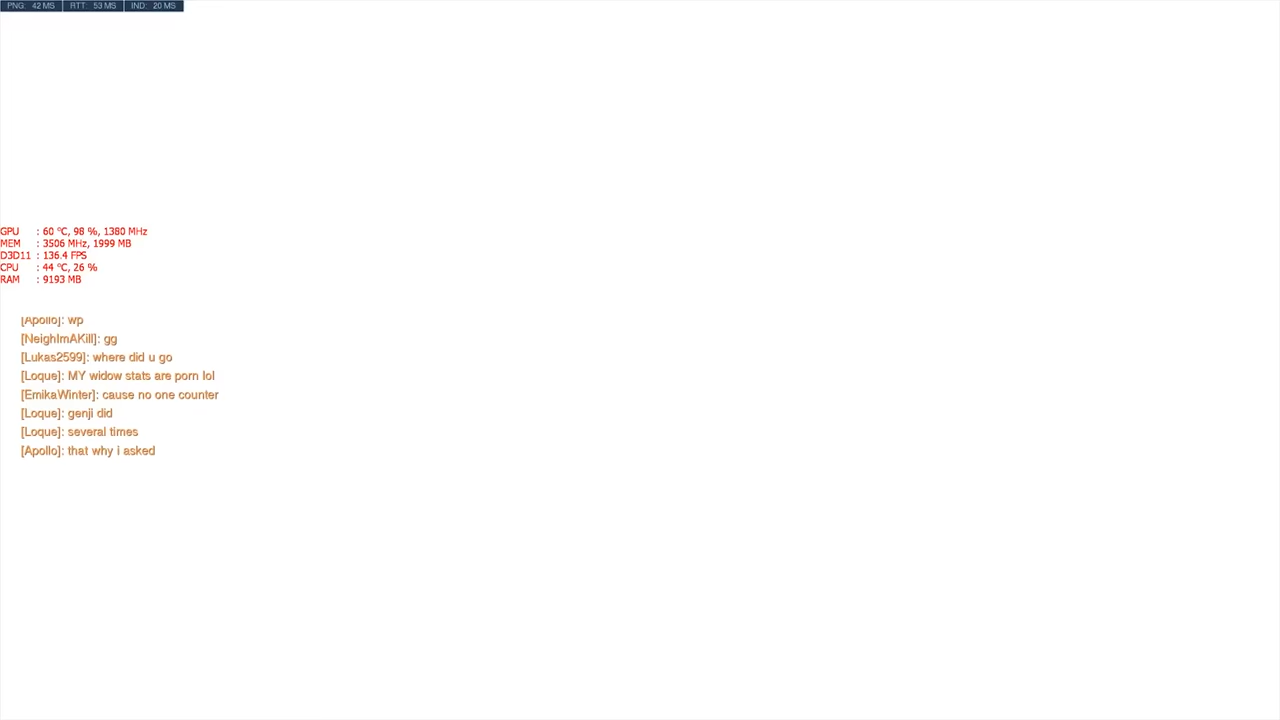 PNG: 42 MS RTT: 53 MS IND: 20 MS
GPU : 60 °C, 98 %, 1380 MHz
MEM : 3506 MHz, 1999 MB
D3D11 : 136.4 FPS
CPU : 44 °C, 26 %
RAM : 9193 MB
[Apollo]: wp
[NeighImAKill]: gg
[Lukas2599]: where did u go
[Loque]: MY widow stats are porn lol
[EmikaWinter]: cause no one counter
[Loque]: genji did
[Loque]: several times
[Apollo]: that why i asked